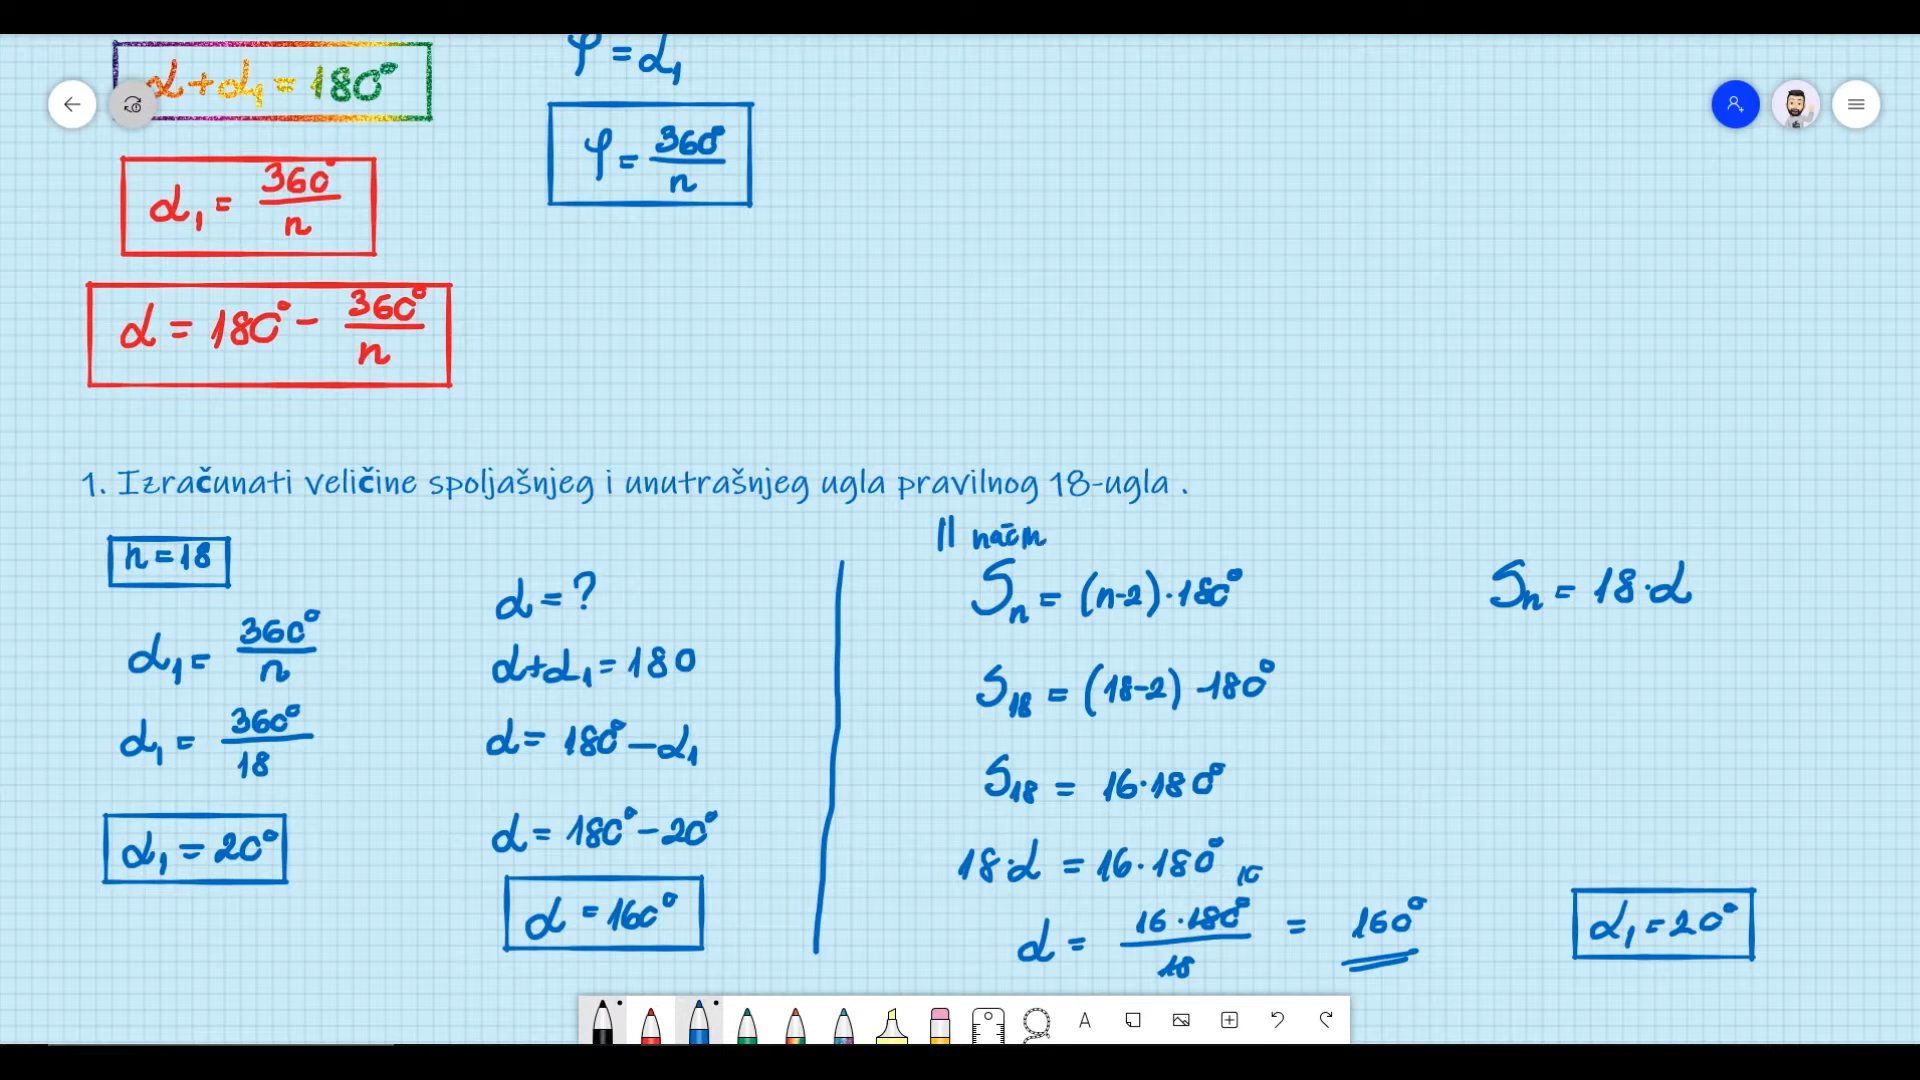 α+α₁=180°
α₁ = 360°/n
α = 180° - 360°/n
φ = α₁
φ = 360°/n
1. Izračunati veličine spoljašnjeg i unutrašnjeg ugla pravilnog 18-ugla .
n=18
α₁ = 360°/n
α₁ = 360°/18
α₁ = 20°
α = ?
α+α₁ = 180
α = 180° - α₁
α = 180° - 20°
α = 160°
II način
Sₙ = (n-2)·180°
S₁₈ = (18-2) ·180°
S₁₈ = 16·180°
18·α = 16·180°
10
α = 16·180°/18 = 160°
Sₙ = 18·α
α₁ = 20°
A